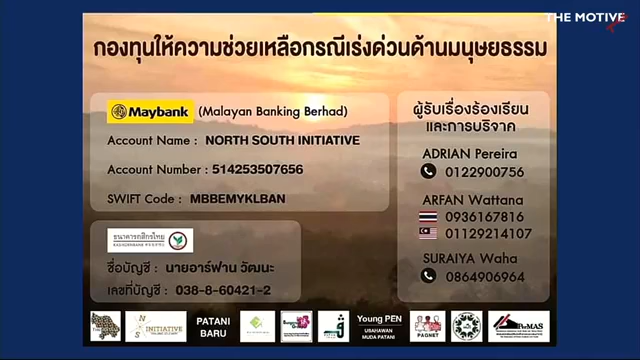 THE MOTIVE
กองทุนให้ความช่วยเหลือกรณีเร่งด่วนด้านมนุษยธรรม
Maybank (Malayan Banking Berhad)
Account Name : NORTH SOUTH INITIATIVE
Account Number : 514253507656
SWIFT Code : MBBEMYKLBAN
ธนาคารกสิกรไทย
KASIKORNBANK
ชื่อบัญชี : นายอาร์ฟาน วัฒนะ
เลขที่บัญชี : 038-8-60421-2
ผู้รับเรื่องร้องเรียน
และการบริจาค
ADRIAN Pereira
0122900756
ARFAN Wattana
0936167816
01129214107
SURAIYA Waha
0864906964
N
S
INITIATIVE
PATANI
BARU
Young PEN
USAHAWAN
MUDA PATANI
PAGNET